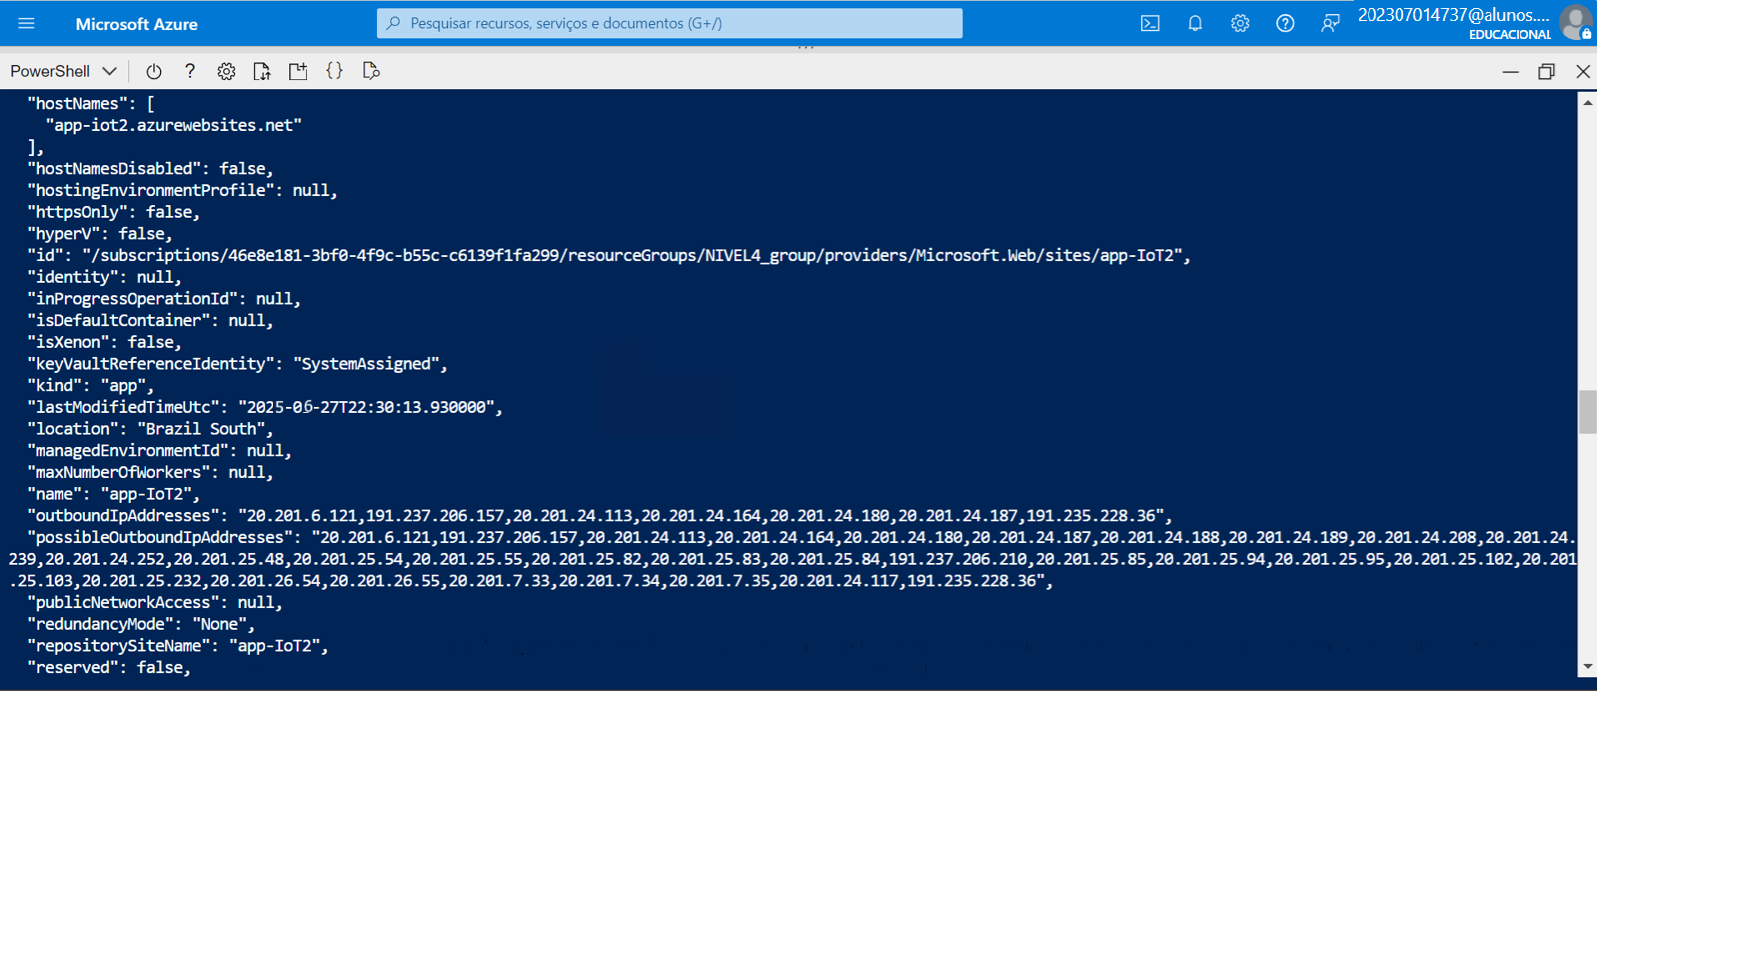 Microsoft Azure
Pesquisar recursos, serviços e documentos (G+/)
202307014737@alunos....
EDUCACIONAL
PowerShell
"hostNames": [
"app-iot2.azurewebsites.net"
],
"hostNamesDisabled": false,
"hostingEnvironmentProfile": null,
"httpsOnly": false,
"hyperV": false,
"id": "/subscriptions/46e8e181-3bf0-4f9c-b55c-c6139f1fa299/resourceGroups/NIVEL4_group/providers/Microsoft.Web/sites/app-IoT2",
"identity": null,
"inProgressOperationId": null,
"isDefaultContainer": null,
"isXenon": false,
"keyVaultReferenceIdentity": "SystemAssigned",
"kind": "app",
"lastModifiedTimeUtc": "2025-06-27T22:30:13.930000",
"location": "Brazil South",
"managedEnvironmentId": null,
"maxNumberOfWorkers": null,
"name": "app-IoT2",
"outboundIpAddresses": "20.201.6.121,191.237.206.157,20.201.24.113,20.201.24.164,20.201.24.180,20.201.24.187,191.235.228.36",
"possibleOutboundIpAddresses": "20.201.6.121,191.237.206.157,20.201.24.113,20.201.24.164,20.201.24.180,20.201.24.187,20.201.24.188,20.201.24.189,20.201.24.208,20.201.24.
239,20.201.24.252,20.201.25.48,20.201.25.54,20.201.25.55,20.201.25.82,20.201.25.83,20.201.25.84,191.237.206.210,20.201.25.85,20.201.25.94,20.201.25.95,20.201.25.102,20.201
.25.103,20.201.25.232,20.201.26.54,20.201.26.55,20.201.7.33,20.201.7.34,20.201.7.35,20.201.24.117,191.235.228.36",
"publicNetworkAccess": null,
"redundancyMode": "None",
"repositorySiteName": "app-IoT2",
"reserved": false,